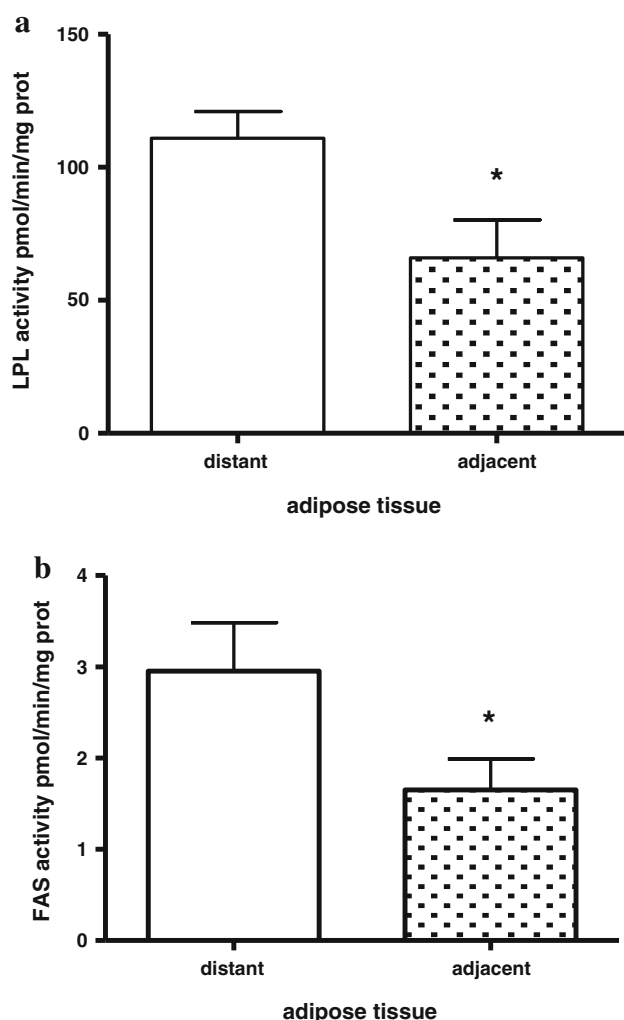 a
LPL activity pmol/min/mg prot
150
100
50
0
*
distant adjacent
adipose tissue
b
FAS activity pmol/min/mg prot
4
3
2
1
0
*
distant adjacent
adipose tissue